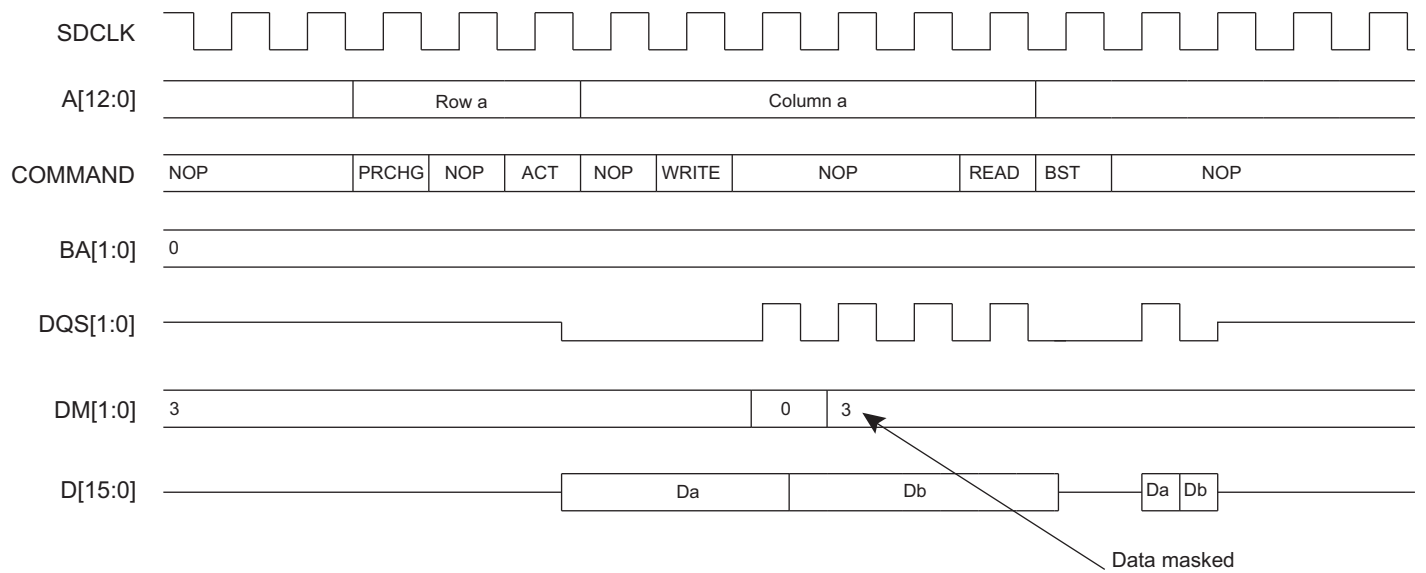 SDCLK
A[12:0] Row a Column a
COMMAND NOP PRCHG NOP ACT NOP WRITE NOP READ BST NOP
BA[1:0] 0
DQS[1:0]
DM[1:0] 3 0 3
D[15:0] Da Db Da Db
Data masked